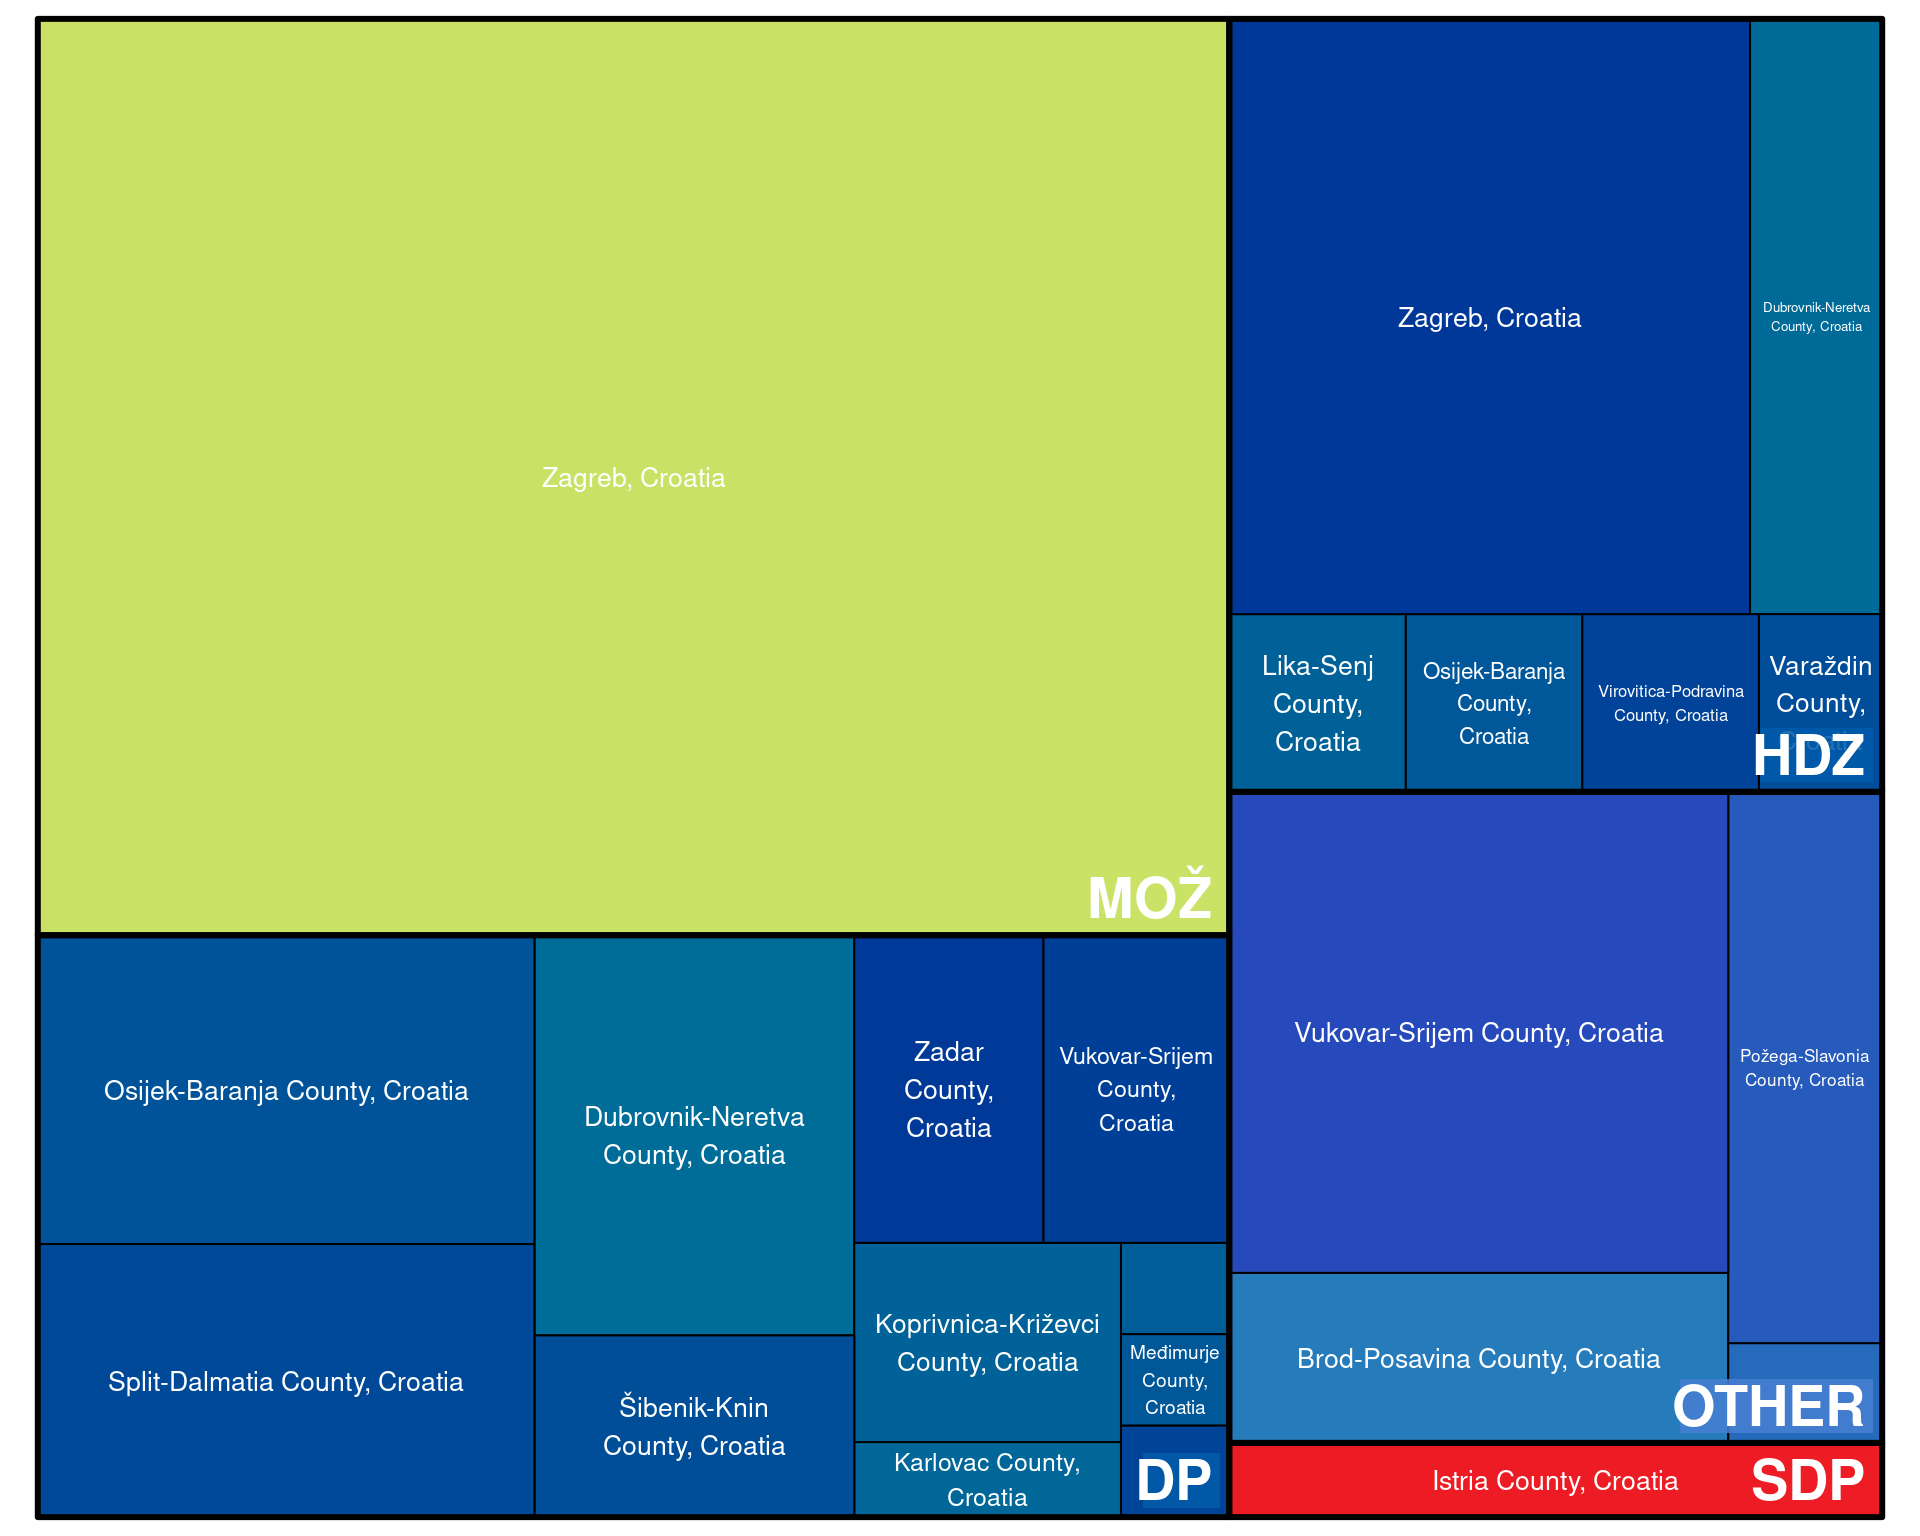 Zagreb, Croatia
MOŽ
Zagreb, Croatia
Dubrovnik-Neretva
County, Croatia
Lika-Senj
County,
Croatia
Osijek-Baranja
County,
Croatia
Virovitica-Podravina
County, Croatia
Varaždin
County,
HDZ
Osijek-Baranja County, Croatia
Split-Dalmatia County, Croatia
Dubrovnik-Neretva
County, Croatia
Šibenik-Knin
County, Croatia
Zadar
County,
Croatia
Vukovar-Srijem
County,
Croatia
Koprivnica-Križevci
County, Croatia
Karlovac County,
Croatia
Međimurje
County,
Croatia
DP
Vukovar-Srijem County, Croatia
Požega-Slavonia
County, Croatia
Brod-Posavina County, Croatia
OTHER
Istria County, Croatia
SDP